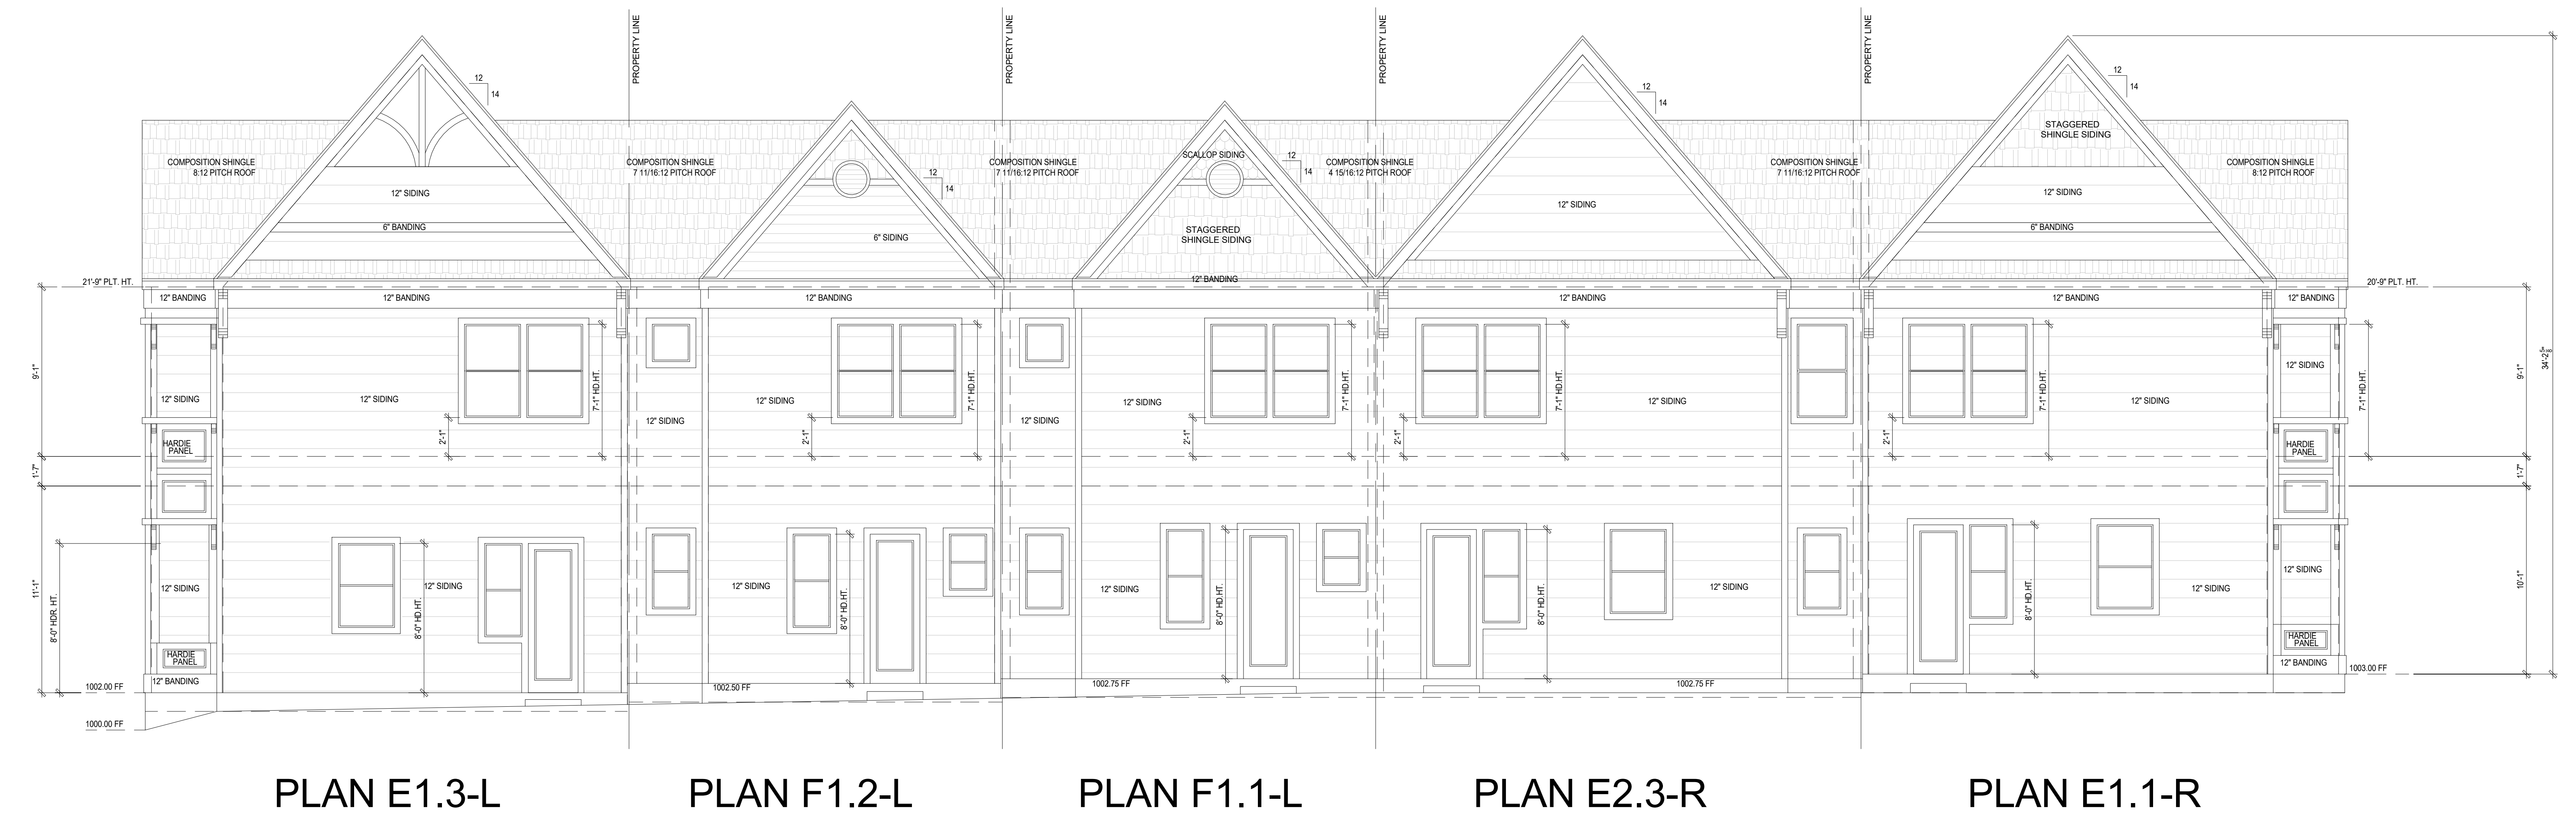 PROPERTY LINE
PROPERTY LINE
PROPERTY LINE
PROPERTY LINE
12
14
12
14
12
14
12
14
12
14
COMPOSITION SHINGLE
8:12 PITCH ROOF
COMPOSITION SHINGLE
7 11/16:12 PITCH ROOF
COMPOSITION SHINGLE
7 11/16:12 PITCH ROOF
COMPOSITION SHINGLE
4 15/16:12 PITCH ROOF
COMPOSITION SHINGLE
7 11/16:12 PITCH ROOF
COMPOSITION SHINGLE
8:12 PITCH ROOF
STAGGERED
SHINGLE SIDING
SCALLOP SIDING
12" SIDING
6" BANDING
6" SIDING
STAGGERED
SHINGLE SIDING
12" BANDING
12" SIDING
12" SIDING
6" BANDING
21'-9" PLT. HT.
20'-9" PLT. HT.
12" BANDING
12" BANDING
12" BANDING
12" BANDING
12" BANDING
12" BANDING
9'-1"
1'-7"
11'-1"
8'-0" HDR. HT.
12" SIDING
HARDIE
PANEL
12" SIDING
HARDIE
PANEL
12" BANDING
1002.00 FF
1000.00 FF
12" SIDING
2'-1"
7'-1" HD.HT.
12" SIDING
8'-0" HD.HT.
12" SIDING
12" SIDING
2'-1"
7'-1" HD.HT.
12" SIDING
8'-0" HD.HT.
1002.50 FF
12" SIDING
12" SIDING
2'-1"
7'-1" HD.HT.
12" SIDING
8'-0" HD.HT.
1002.75 FF
2'-1"
7'-1" HD.HT.
12" SIDING
8'-0" HD.HT.
12" SIDING
1002.75 FF
2'-1"
7'-1" HD.HT.
12" SIDING
8'-0" HD.HT.
12" SIDING
12" SIDING
7'-1" HD.HT.
HARDIE
PANEL
12" SIDING
HARDIE
PANEL
12" BANDING
1003.00 FF
9'-1"
1'-7"
10'-1"
34'-2 5/8"
PLAN E1.3-L
PLAN F1.2-L
PLAN F1.1-L
PLAN E2.3-R
PLAN E1.1-R